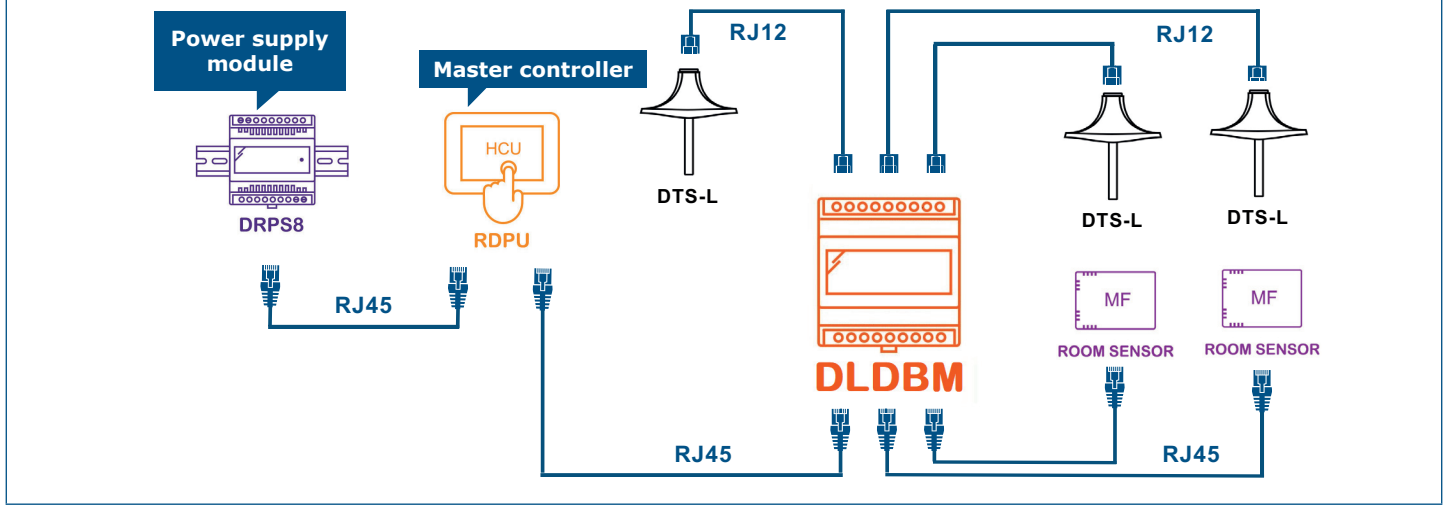 Power supply
module
Master controller
RJ12
RJ12
HCU
DTS-L
DTS-L
DTS-L
DRPS8
RDPU
RJ45
MF
MF
ROOM SENSOR
ROOM SENSOR
DLDBM
RJ45
RJ45